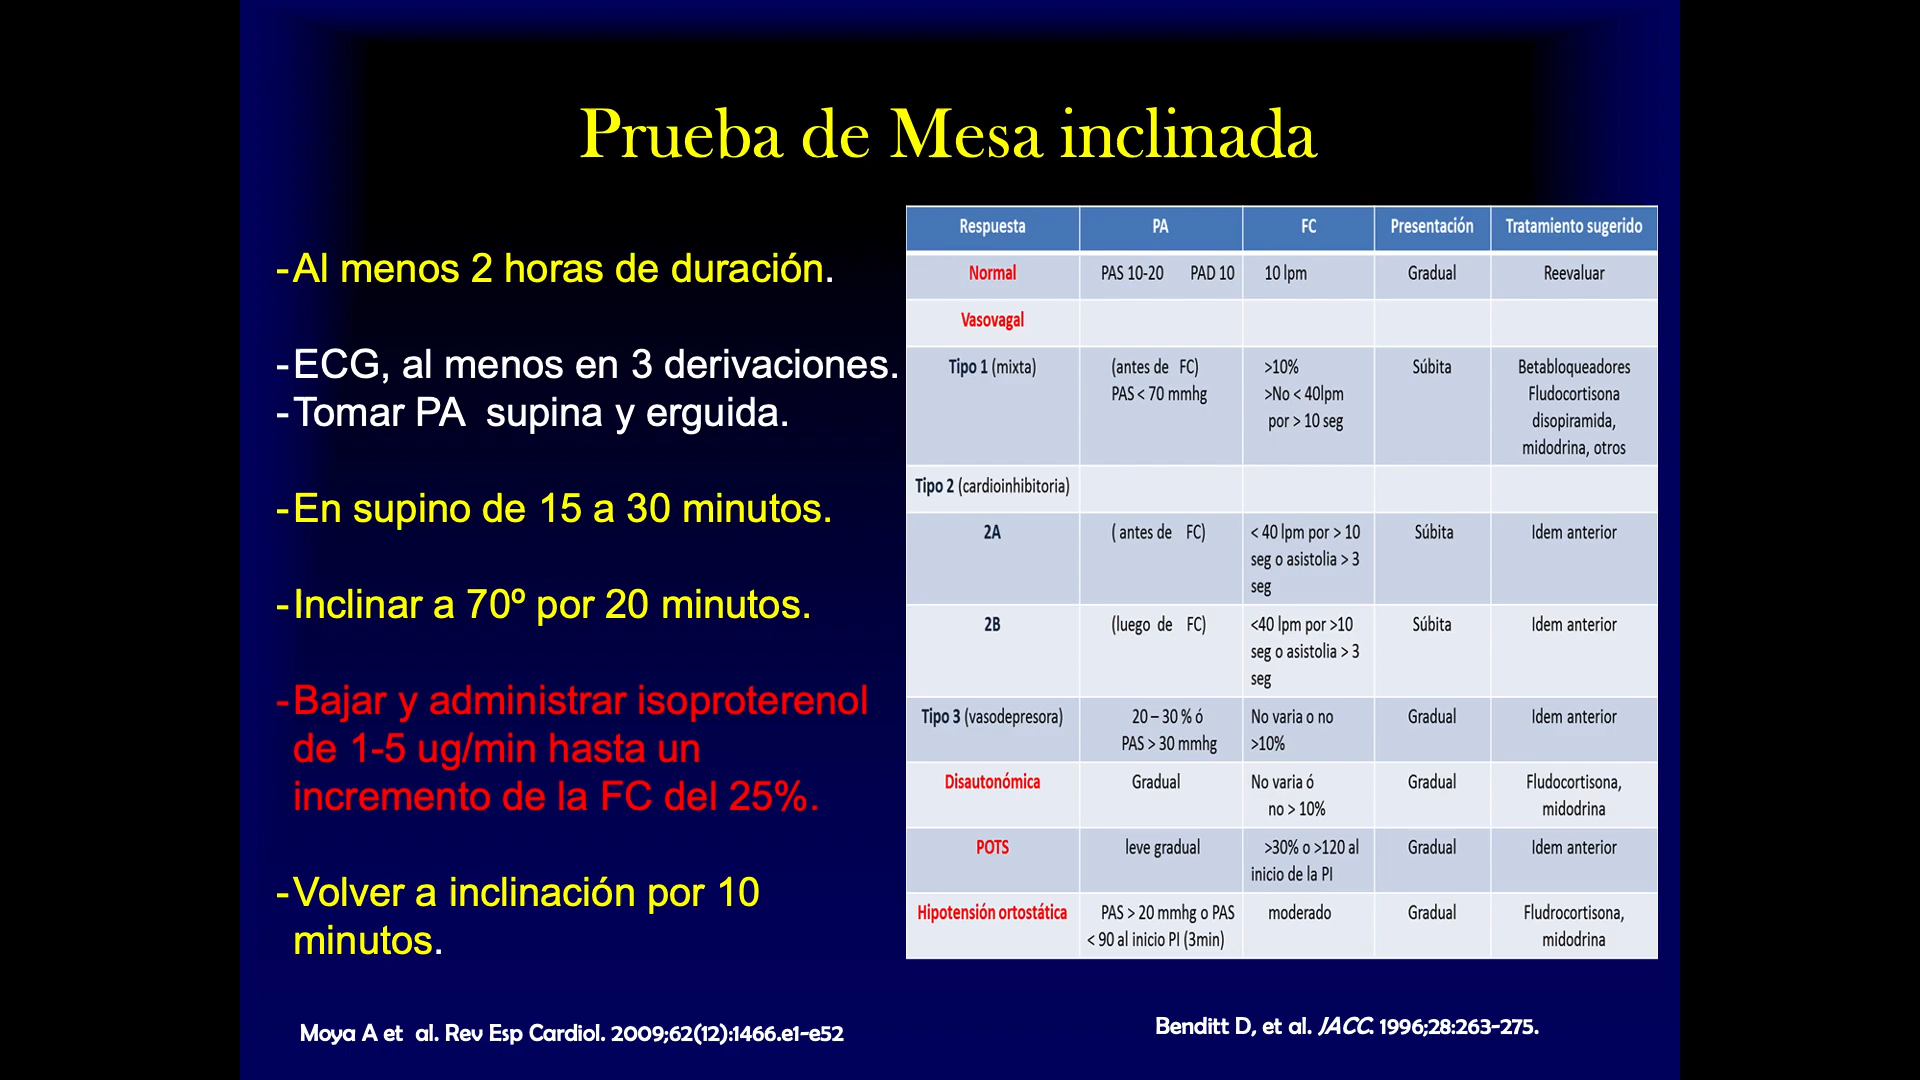 Prueba de Mesa inclinada
-Al menos 2 horas de duración.
-ECG, al menos en 3 derivaciones.
-Tomar PA supina y erguida.
-En supino de 15 a 30 minutos.
-Inclinar a 70º por 20 minutos.
-Bajar y administrar isoproterenol
de 1-5 ug/min hasta un
incremento de la FC del 25%.
-Volver a inclinación por 10
minutos.
Respuesta PA FC Presentación Tratamiento sugerido
Normal PAS 10-20 PAD 10 10 lpm Gradual Reevaluar
Vasovagal
Tipo 1 (mixta) (antes de FC) >10% Súbita Betabloqueadores
PAS < 70 mmhg >No < 40lpm Fludocortisona
por > 10 seg disopiramida,
midodrina, otros
Tipo 2 (cardioinhibitoria)
2A ( antes de FC) < 40 lpm por > 10 Súbita Idem anterior
seg o asistolia > 3
seg
2B (luego de FC) <40 lpm por >10 Súbita Idem anterior
seg o asistolia > 3
seg
Tipo 3 (vasodepresora) 20 – 30 % ó No varia o no Gradual Idem anterior
PAS > 30 mmhg >10%
Disautonómica Gradual No varia ó Gradual Fludocortisona,
no > 10% midodrina
POTS leve gradual >30% o >120 al Gradual Idem anterior
inicio de la PI
Hipotensión ortostática PAS > 20 mmhg o PAS moderado Gradual Fludrocortisona,
< 90 al inicio PI (3min) midodrina
Moya A et al. Rev Esp Cardiol. 2009;62(12):1466.e1-e52
Benditt D, et al. JACC. 1996;28:263-275.